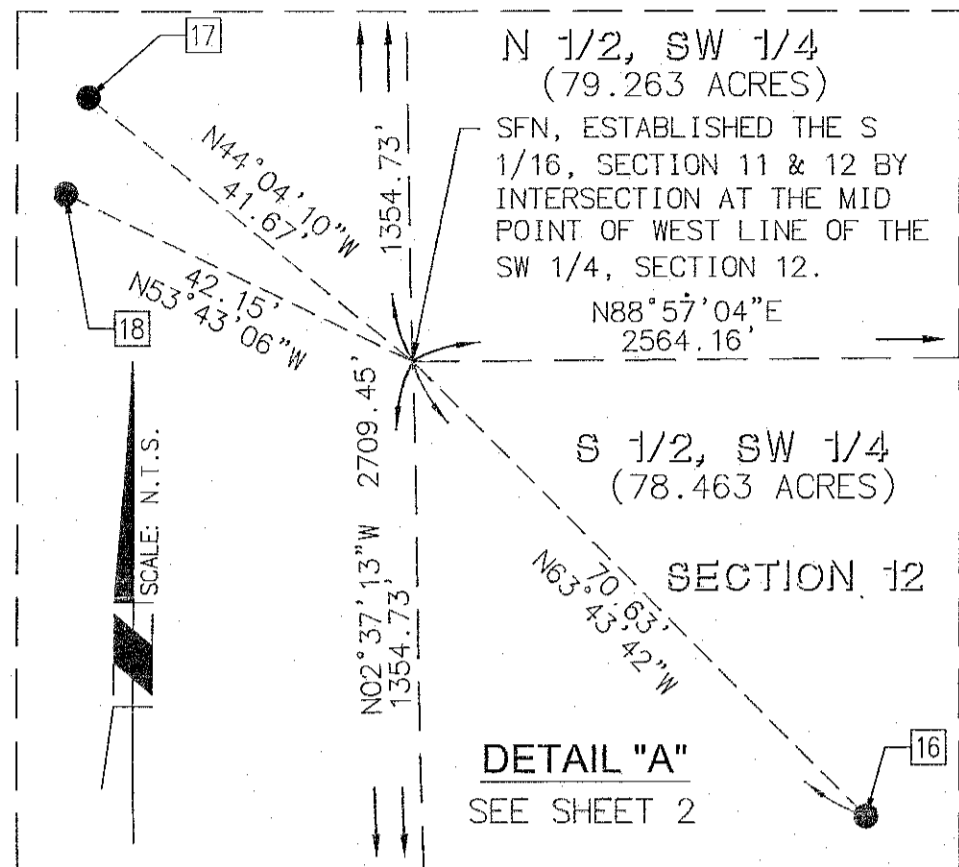 17
N 1/2, SW 1/4
(79.263 ACRES)
SFN, ESTABLISHED THE S
1/16, SECTION 11 & 12 BY
INTERSECTION AT THE MID
POINT OF WEST LINE OF THE
SW 1/4, SECTION 12.
N44°04'10"W
41.67'
1354.73'
42.15'
N53°43'06"W
18
N88°57'04"E
2564.16'
2709.45'
N02°37'13"W
1354.73'
SCALE: N.T.S.
S 1/2, SW 1/4
(78.463 ACRES)
SECTION 12
70.63'
N63°43'42"W
16
DETAIL "A"
SEE SHEET 2